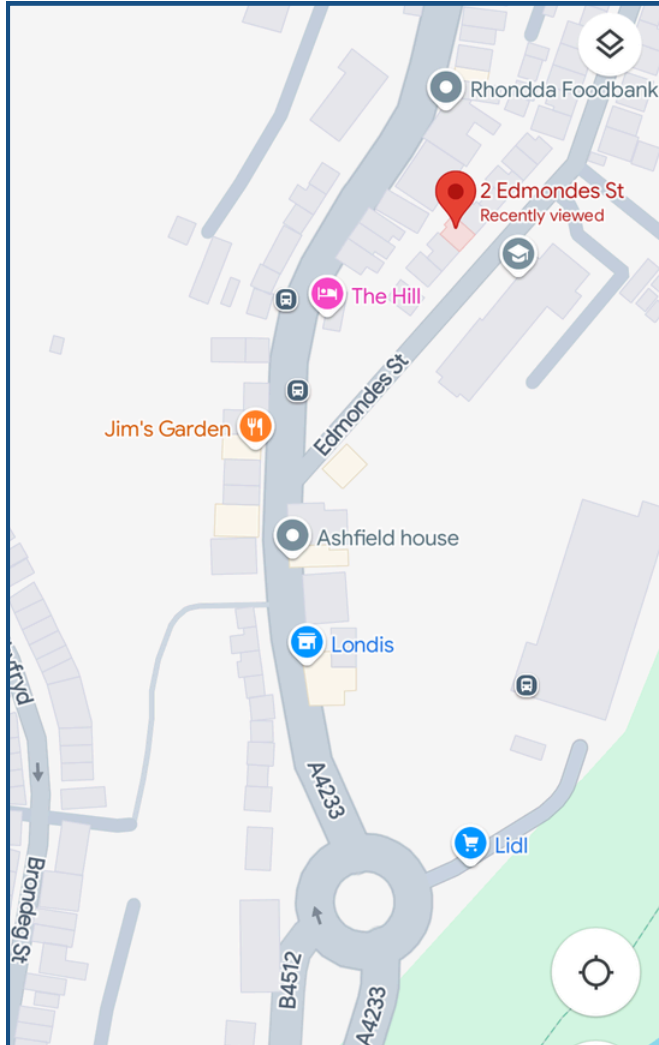 Rhondda Foodbank
2 Edmondes St
Recently viewed
The Hill
Edmondes St
Jim's Garden
Ashfield house
Londis
A4233
Lidl
Brondeg St
B4512
A4233